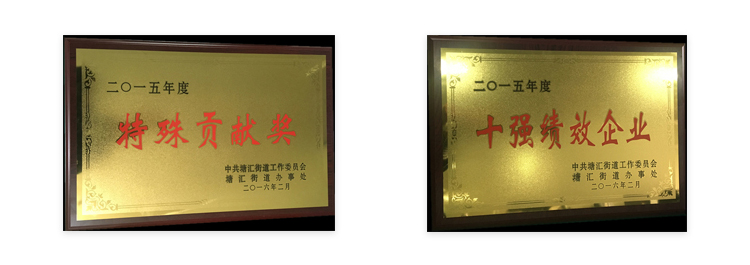 二〇一五年度
特殊贡献奖
中共塘汇街道工作委员会
塘汇街道办事处
二〇一六年二月
二〇一五年度
十强绩效企业
中共塘汇街道工作委员会
塘汇街道办事处
二〇一六年二月